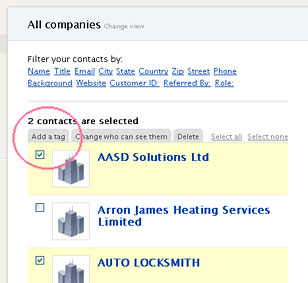 All companies Change view
Filter your contacts by:
Name Title Email City State Country Zip Street Phone
Background Website Customer ID: Referred By: Role:
2 contacts are selected
Add a tag Change who can see them Delete Select all Select none
AASD Solutions Ltd
Arron James Heating Services
Limited
AUTO LOCKSMITH